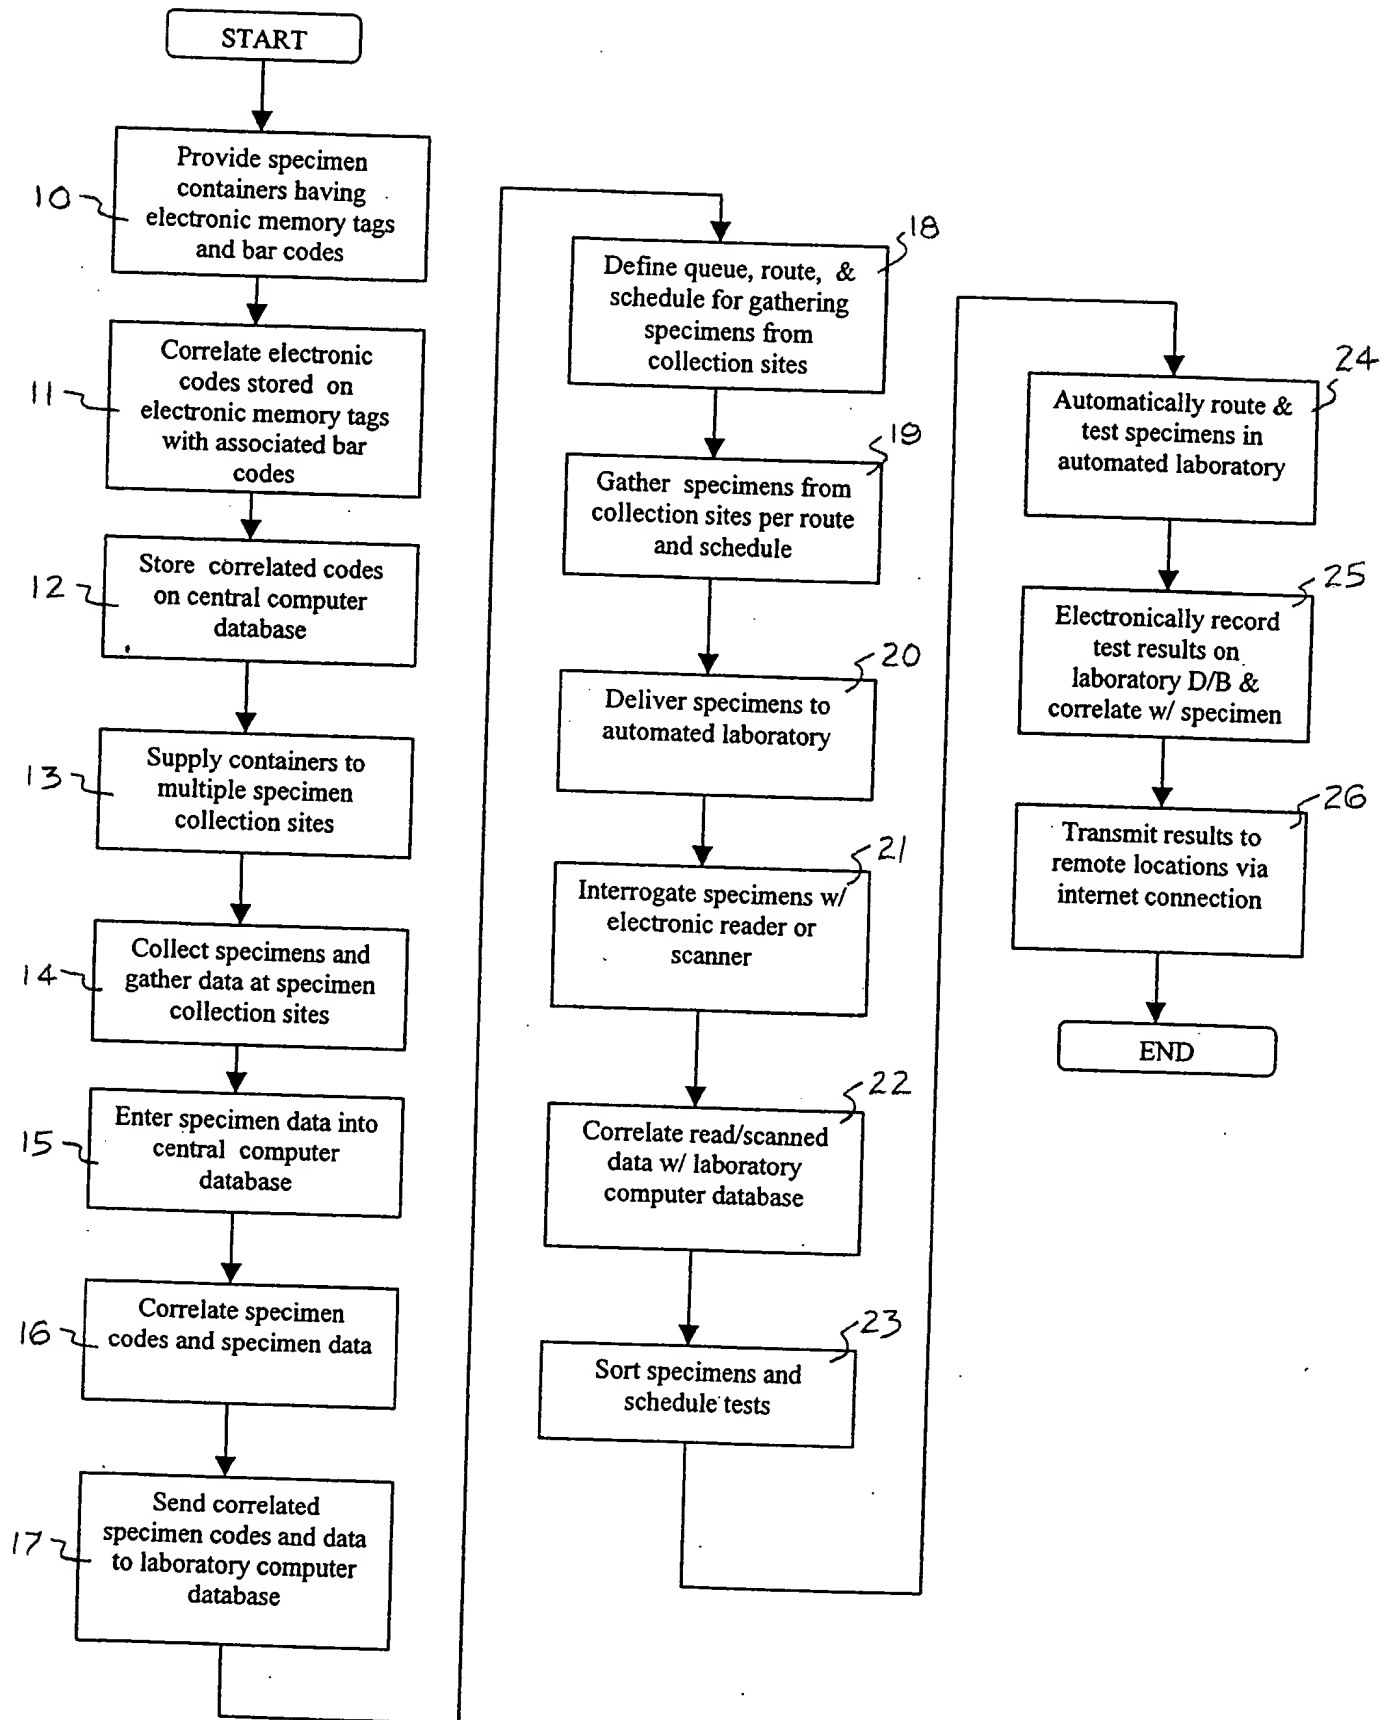 START
10
Provide specimen
containers having
electronic memory tags
and bar codes
11
Correlate electronic
codes stored on
electronic memory tags
with associated bar
codes
12
Store correlated codes
on central computer
database
13
Supply containers to
multiple specimen
collection sites
14
Collect specimens and
gather data at specimen
collection sites
15
Enter specimen data into
central computer
database
16
Correlate specimen
codes and specimen data
17
Send correlated
specimen codes and data
to laboratory computer
database
18
Define queue, route, &
schedule for gathering
specimens from
collection sites
19
Gather specimens from
collection sites per route
and schedule
20
Deliver specimens to
automated laboratory
21
Interrogate specimens w/
electronic reader or
scanner
22
Correlate read/scanned
data w/ laboratory
computer database
23
Sort specimens and
schedule tests
24
Automatically route &
test specimens in
automated laboratory
25
Electronically record
test results on
laboratory D/B &
correlate w/ specimen
26
Transmit results to
remote locations via
internet connection
END